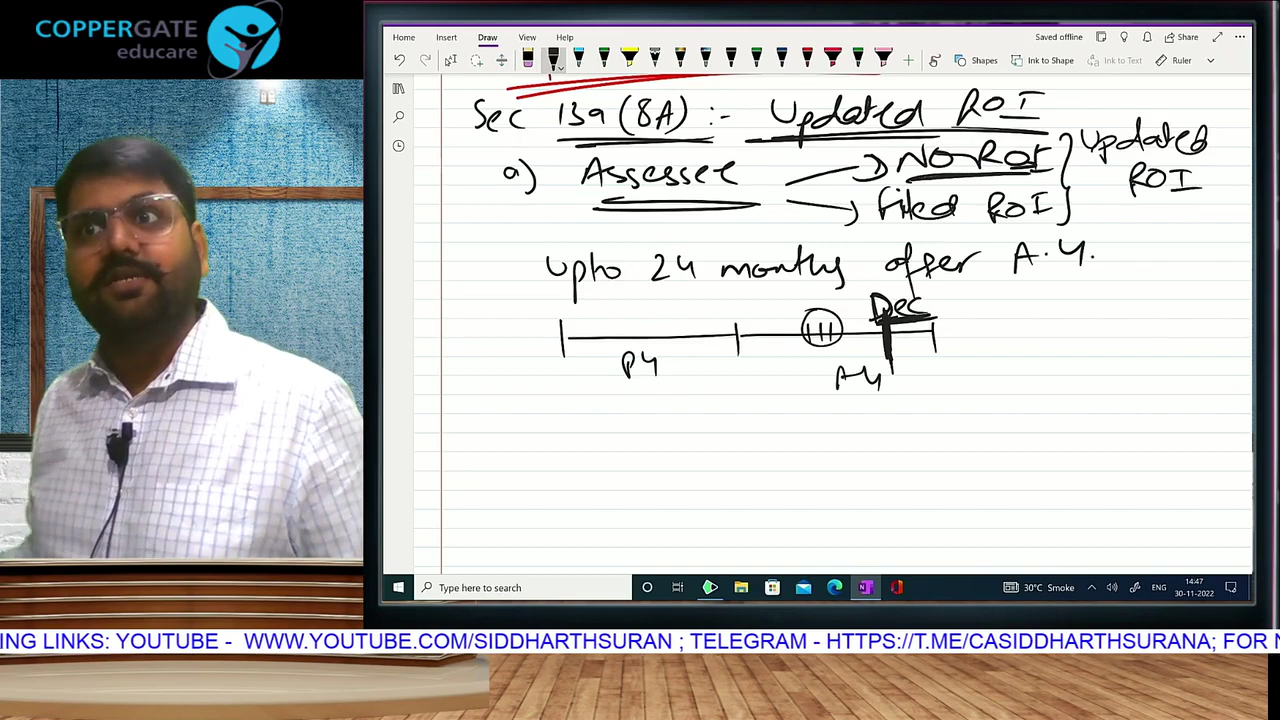 COPPERGATE
educare
Home Insert Draw View Help
Saved offline
Share
Shapes
Ink to Shape
Ink to Text
Ruler
Sec 139 (8A) :- Updated ROI
a) Assessee → NO ROI
→ Filed ROI
Updated
ROI
upto 24 months after A.Y.
Dec
PY
AY
Type here to search
30°C Smoke
ENG
14:47
30-11-2022
ING LINKS: YOUTUBE - WWW.YOUTUBE.COM/SIDDHARTHSURAN ; TELEGRAM - HTTPS://T.ME/CASIDDHARTHSURANA; FOR N